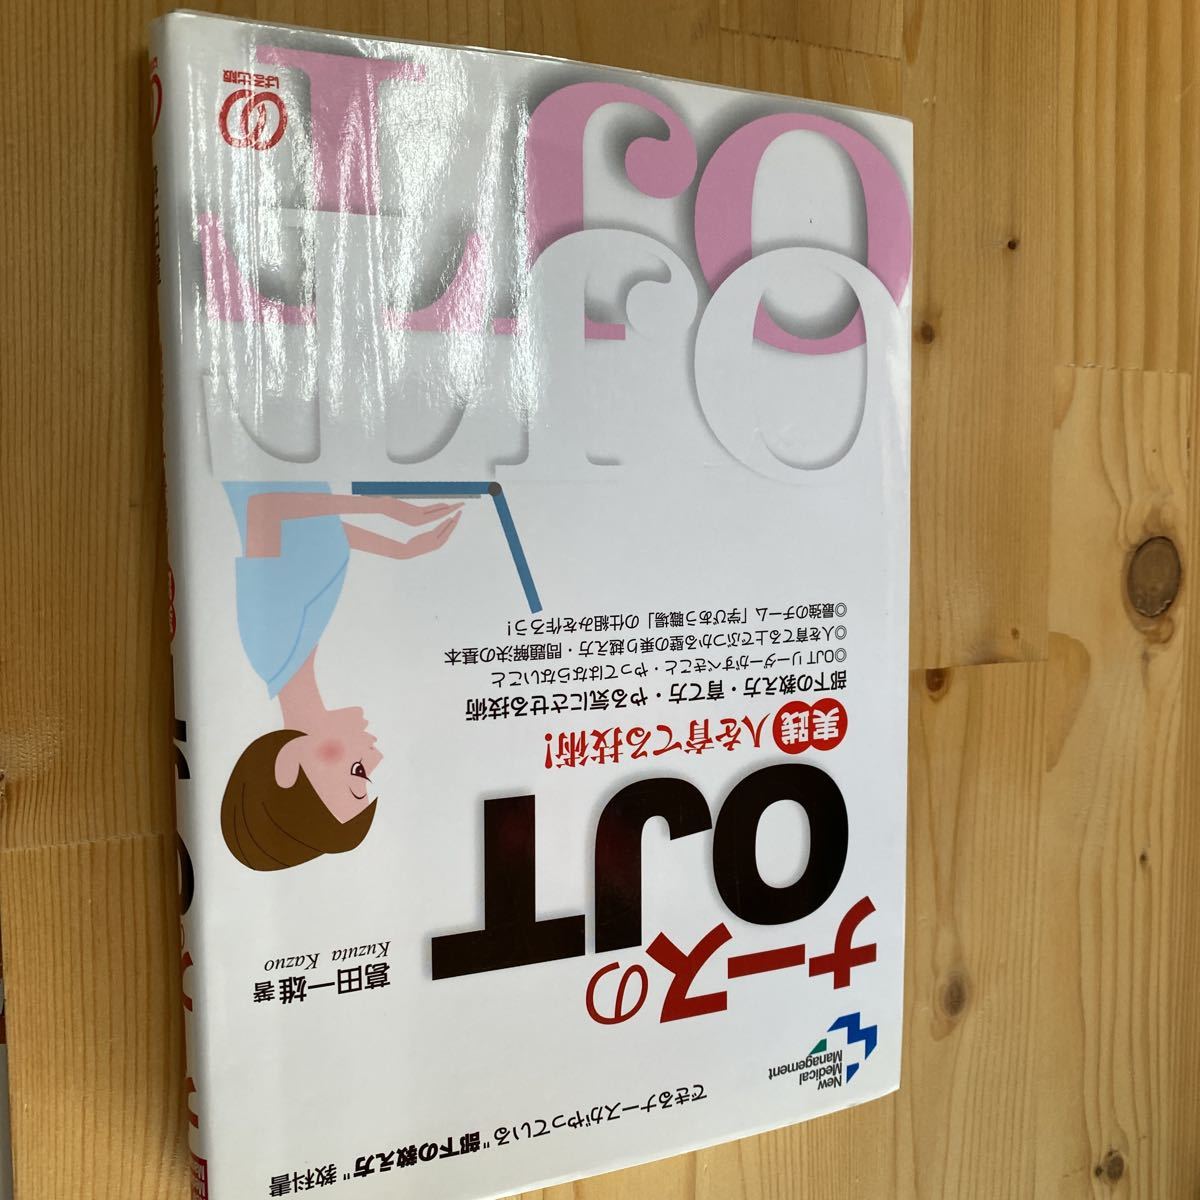 できるナースがやっている"部下の教え方"教科書
New
Medical
Management
ナースの
OJT
葛田一雄 著
Kuzuta Kazuo
実践 人を育てる技術!
部下の教え方・育て方・やる気にさせる技術
◎OJTリーダーがすべきこと・やってはならないこと
◎人を育てる上でぶつかる壁の乗り越え方・問題解決の基本
◎最強のチーム「学びあう職場」の仕組みを作ろう!
OJT
OJT
ぱる出版